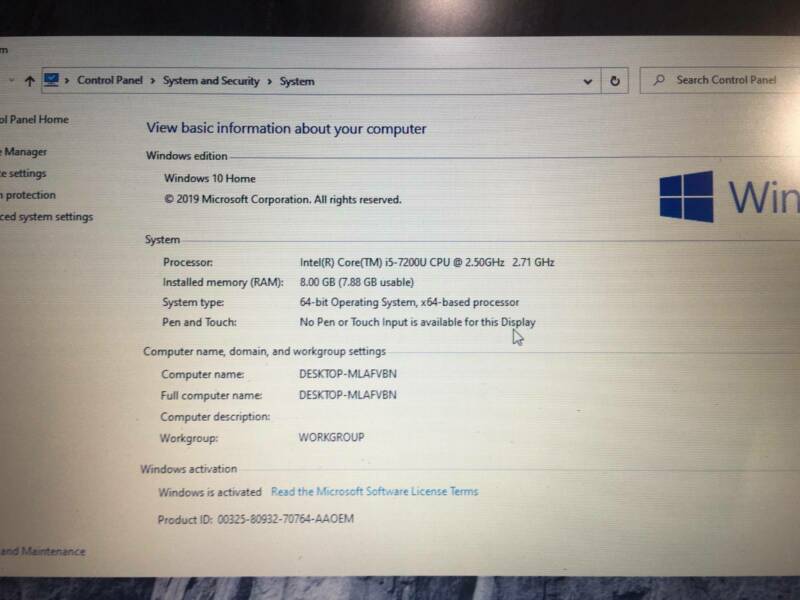 m
Control Panel > System and Security > System
Search Control Panel
ol Panel Home
e Manager
te settings
n protection
ced system settings
View basic information about your computer
Windows edition
Windows 10 Home
© 2019 Microsoft Corporation. All rights reserved.
Win
System
Processor: Intel(R) Core(TM) i5-7200U CPU @ 2.50GHz 2.71 GHz
Installed memory (RAM): 8.00 GB (7.88 GB usable)
System type: 64-bit Operating System, x64-based processor
Pen and Touch: No Pen or Touch Input is available for this Display
Computer name, domain, and workgroup settings
Computer name: DESKTOP-MLAFVBN
Full computer name: DESKTOP-MLAFVBN
Computer description:
Workgroup: WORKGROUP
Windows activation
Windows is activated Read the Microsoft Software License Terms
Product ID: 00325-80932-70764-AAOEM
and Maintenance